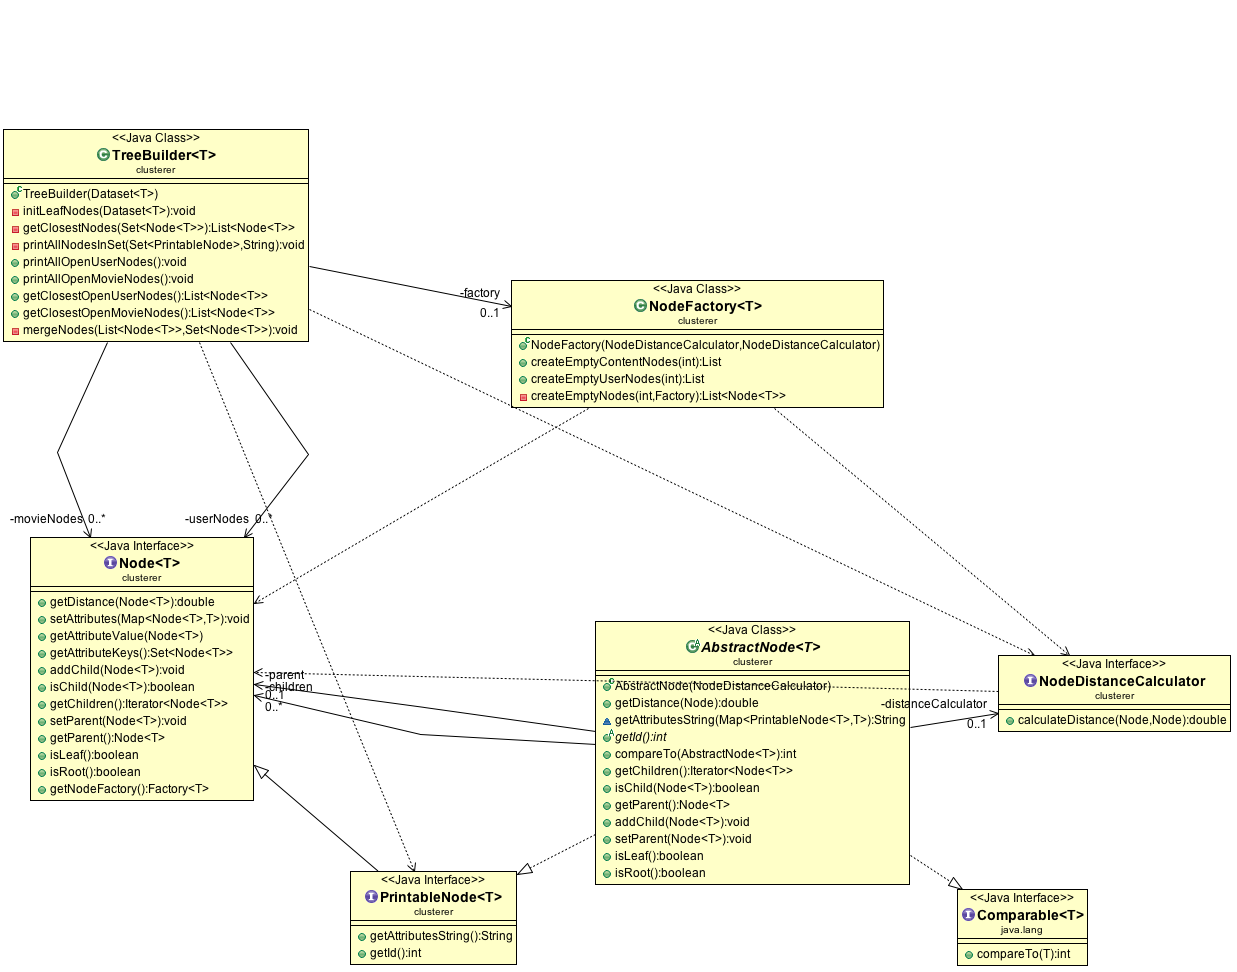 <<Java Class>>
TreeBuilder<T>
clusterer
TreeBuilder(Dataset<T>)
initLeafNodes(Dataset<T>):void
getClosestNodes(Set<Node<T>>):List<Node<T>>
printAllNodesInSet(Set<PrintableNode>,String):void
printAllOpenUserNodes():void
printAllOpenMovieNodes():void
getClosestOpenUserNodes():List<Node<T>>
getClosestOpenMovieNodes():List<Node<T>>
mergeNodes(List<Node<T>>,Set<Node<T>>):void
-factory
0..1
<<Java Class>>
NodeFactory<T>
clusterer
NodeFactory(NodeDistanceCalculator,NodeDistanceCalculator)
createEmptyContentNodes(int):List
createEmptyUserNodes(int):List
createEmptyNodes(int,Factory):List<Node<T>>
-movieNodes 0..*
-userNodes 0..*
<<Java Interface>>
Node<T>
clusterer
getDistance(Node<T>):double
setAttributes(Map<Node<T>,T>):void
getAttributeValue(Node<T>)
getAttributeKeys():Set<Node<T>>
addChild(Node<T>):void
isChild(Node<T>):boolean
getChildren():Iterator<Node<T>>
setParent(Node<T>):void
getParent():Node<T>
isLeaf():boolean
isRoot():boolean
getNodeFactory():Factory<T>
-parent
-children
0..1
0..*
<<Java Class>>
AbstractNode<T>
clusterer
AbstractNode(NodeDistanceCalculator)
getDistance(Node):double
getAttributesString(Map<PrintableNode<T>,T>):String
getId():int
compareTo(AbstractNode<T>):int
getChildren():Iterator<Node<T>>
isChild(Node<T>):boolean
getParent():Node<T>
addChild(Node<T>):void
setParent(Node<T>):void
isLeaf():boolean
isRoot():boolean
-distanceCalculator
0..1
<<Java Interface>>
NodeDistanceCalculator
clusterer
calculateDistance(Node,Node):double
<<Java Interface>>
PrintableNode<T>
clusterer
getAttributesString():String
getId():int
<<Java Interface>>
Comparable<T>
java.lang
compareTo(T):int